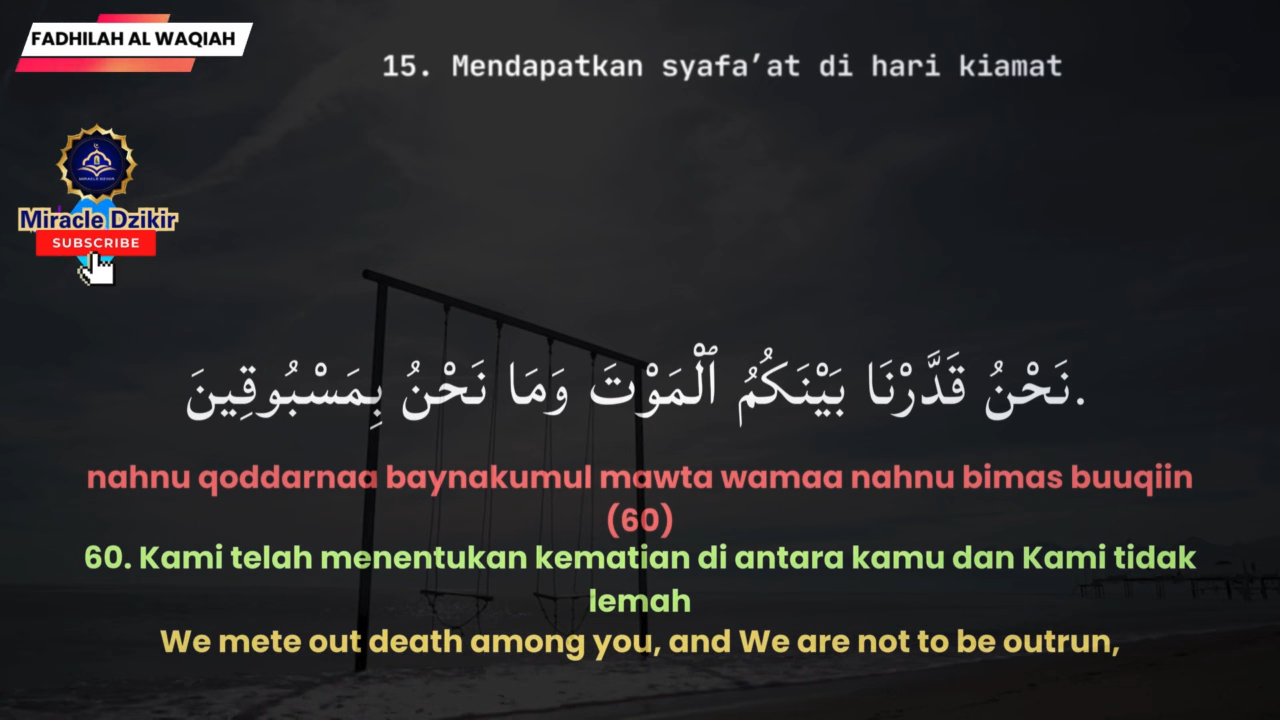 FADHILAH AL WAQIAH
15. Mendapatkan syafa’at di hari kiamat
MIRACLE DZIKIR
Miracle Dzikir
SUBSCRIBE
نَحْنُ قَدَّرْنَا بَيْنَكُمُ ٱلْمَوْتَ وَمَا نَحْنُ بِمَسْبُوقِينَ.
nahnu qoddarnaa baynakumul mawta wamaa nahnu bimas buuqiin
(60)
60. Kami telah menentukan kematian di antara kamu dan Kami tidak
lemah
We mete out death among you, and We are not to be outrun,